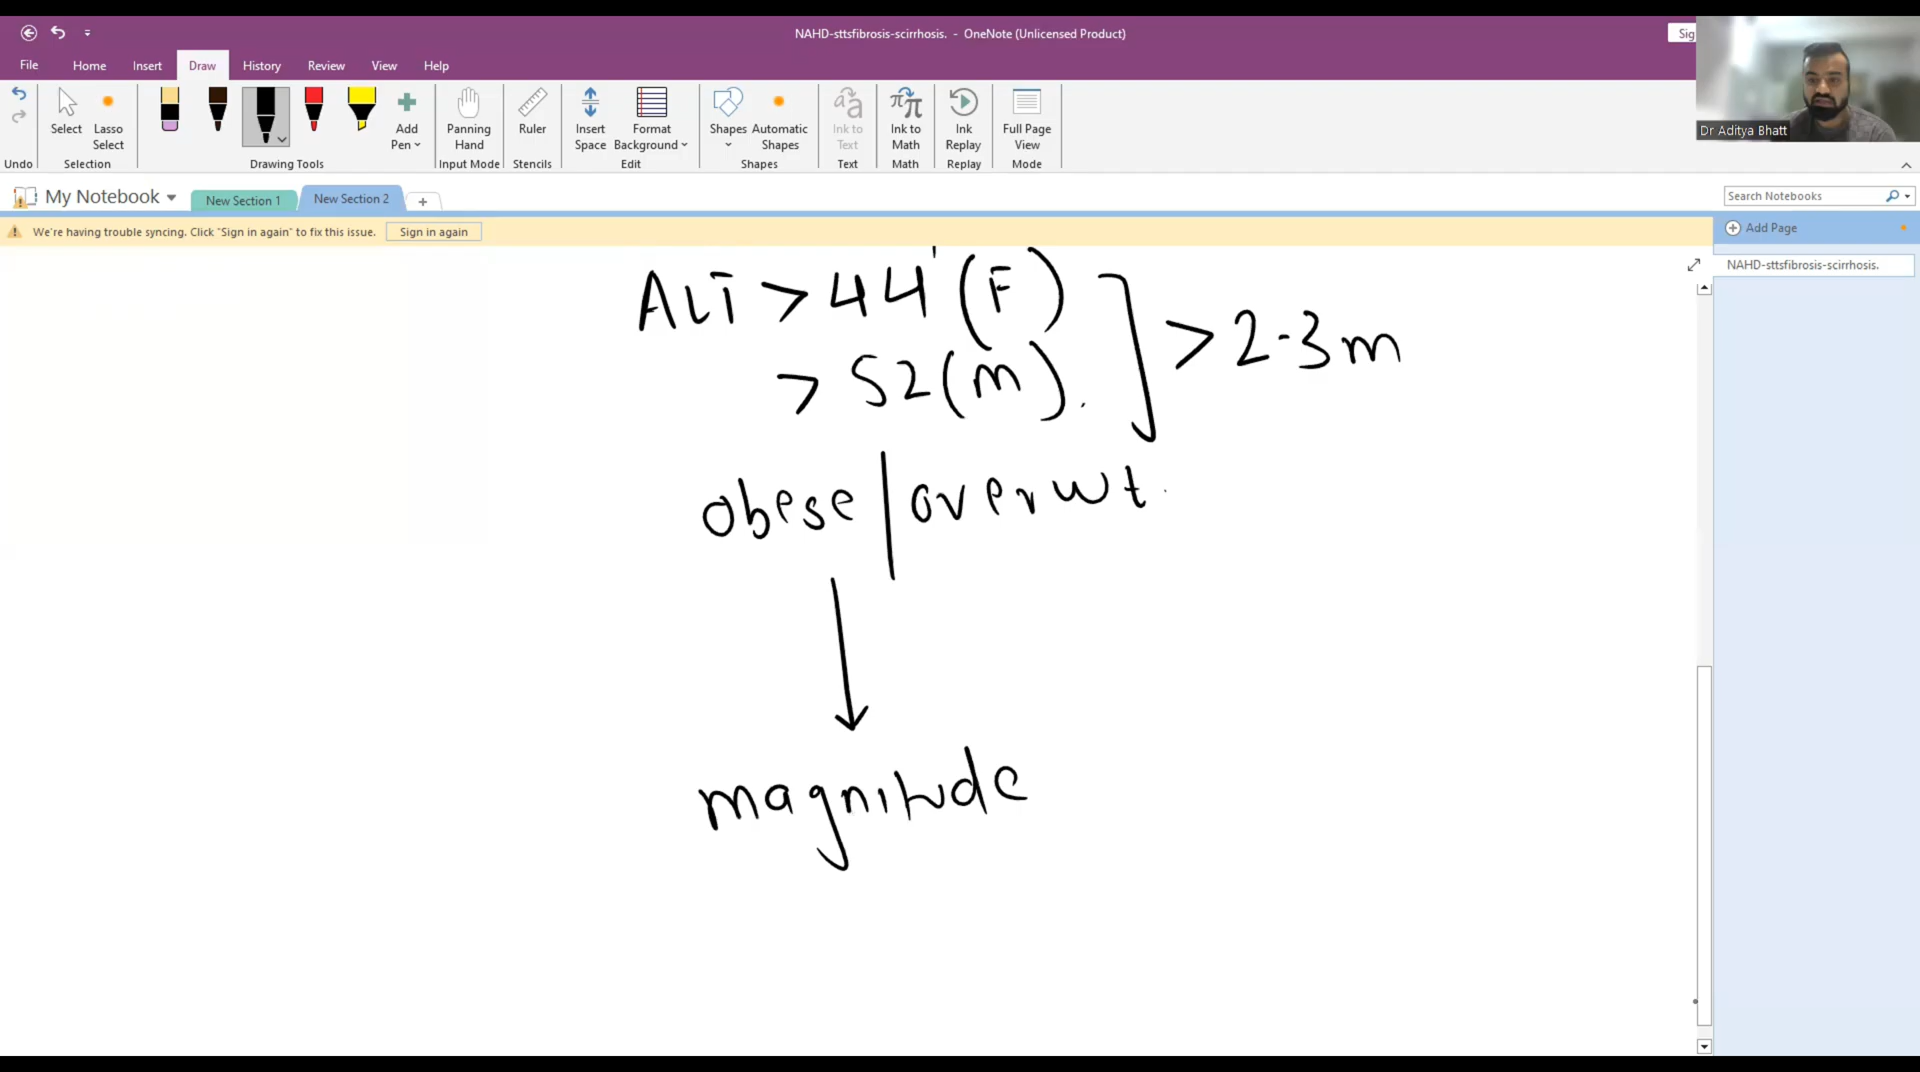 NAHD-sttsfibrosis-scirrhosis. - OneNote (Unlicensed Product)
Sig
File Home Insert Draw History Review View Help
Dr Aditya Bhatt
Select
Lasso Select
Add Pen
Panning Hand
Ruler
Insert Space
Format Background
Shapes
Automatic Shapes
Ink to Text
Ink to Math
Ink Replay
Full Page View
Undo Selection Drawing Tools Input Mode Stencils Edit Shapes Text Math Replay Mode
My Notebook New Section 1 New Section 2
Search Notebooks
We're having trouble syncing. Click "Sign in again" to fix this issue. Sign in again
Add Page
NAHD-sttsfibrosis-scirrhosis.
ALT > 44 (F)
> 52 (m).
> 2-3m
obese | overwt.
magnitude